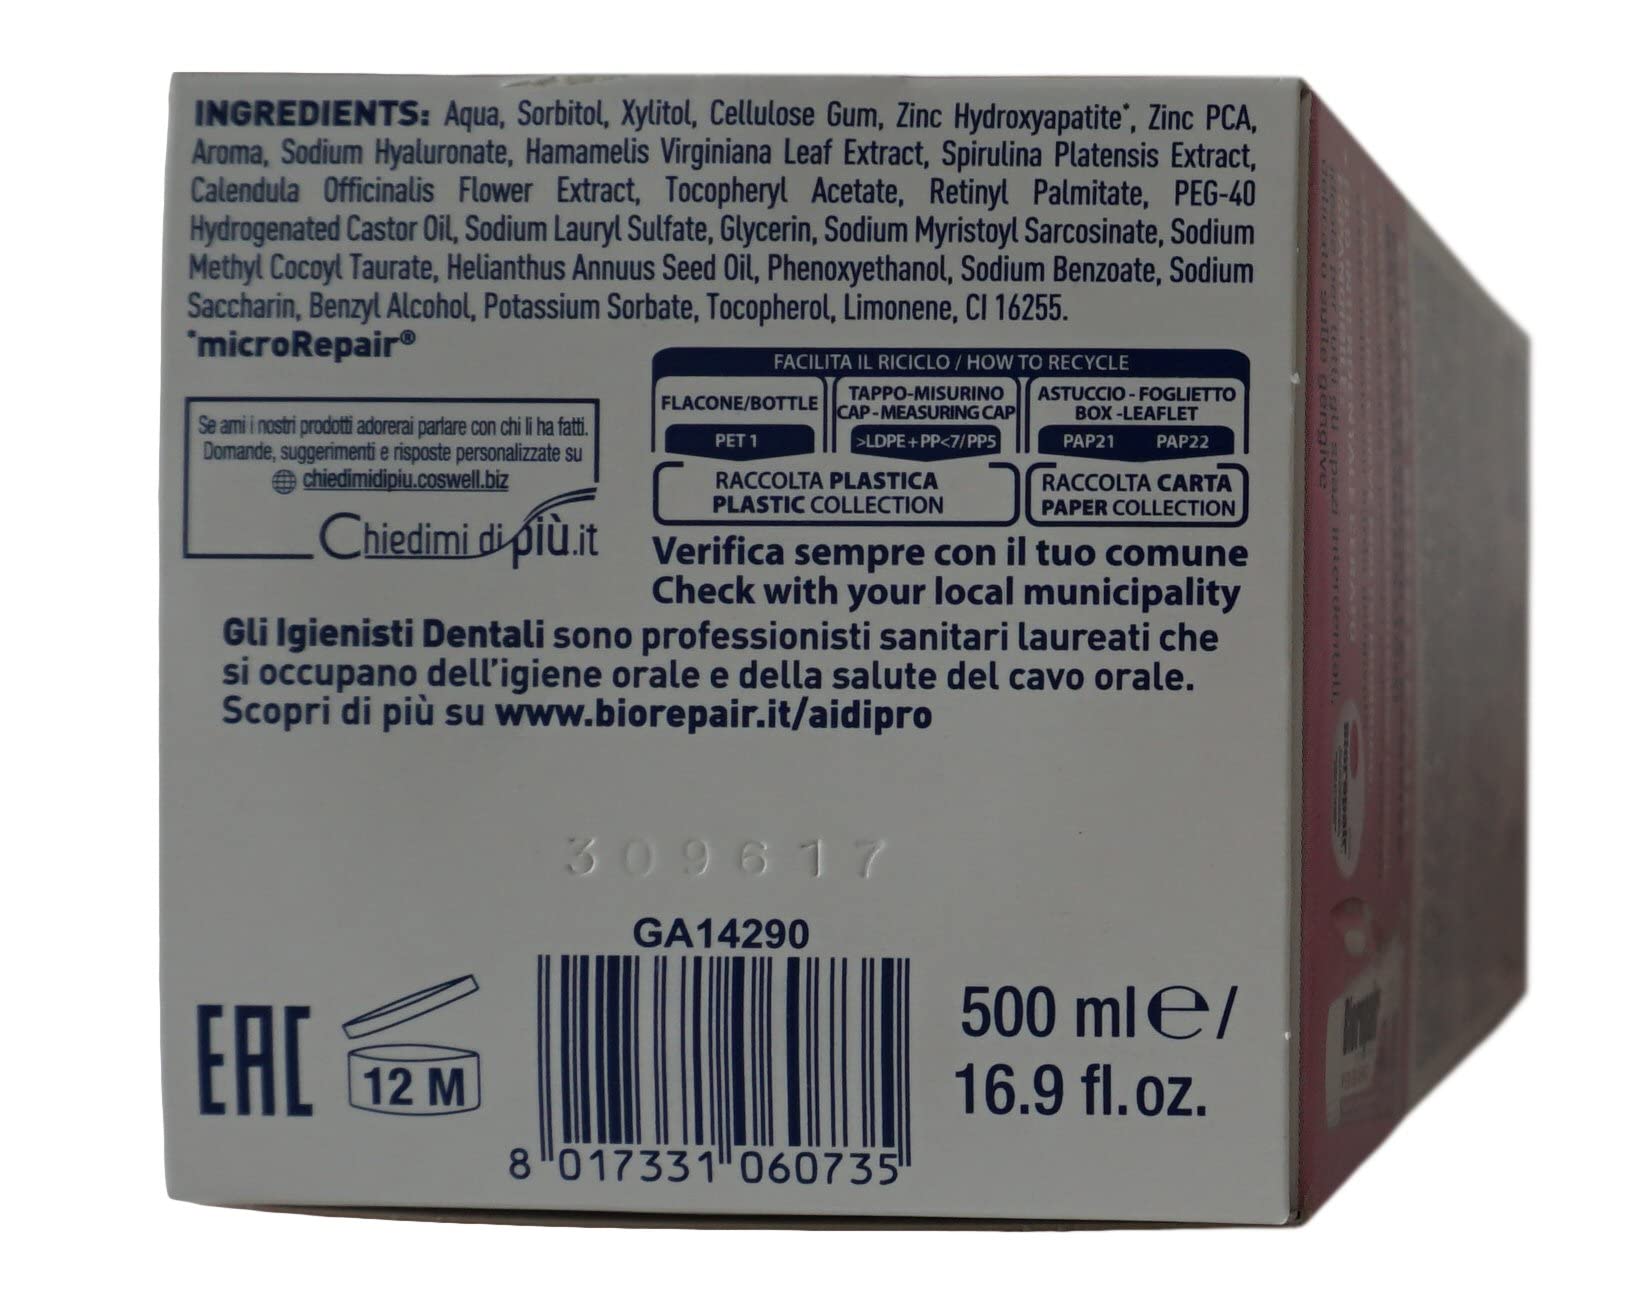 INGREDIENTS: Aqua, Sorbitol, Xylitol, Cellulose Gum, Zinc Hydroxyapatite*, Zinc PCA,
Aroma, Sodium Hyaluronate, Hamamelis Virginiana Leaf Extract, Spirulina Platensis Extract,
Calendula Officinalis Flower Extract, Tocopheryl Acetate, Retinyl Palmitate, PEG-40
Hydrogenated Castor Oil, Sodium Lauryl Sulfate, Glycerin, Sodium Myristoyl Sarcosinate, Sodium
Methyl Cocoyl Taurate, Helianthus Annuus Seed Oil, Phenoxyethanol, Sodium Benzoate, Sodium
Saccharin, Benzyl Alcohol, Potassium Sorbate, Tocopherol, Limonene, CI 16255.
*microRepair®
Se ami i nostri prodotti adorerai parlare con chi li ha fatti.
Domande, suggerimenti e risposte personalizzate su
chiedimidipiu.coswell.biz
Chiedimi di più.it
FACILITA IL RICICLO / HOW TO RECYCLE
FLACONE/BOTTLE
PET 1
TAPPO-MISURINO
CAP-MEASURING CAP
>LDPE+PP<7/PP5
ASTUCCIO-FOGLIETTO
BOX-LEAFLET
PAP21 PAP22
RACCOLTA PLASTICA
PLASTIC COLLECTION
RACCOLTA CARTA
PAPER COLLECTION
Verifica sempre con il tuo comune
Check with your local municipality
Gli Igienisti Dentali sono professionisti sanitari laureati che
si occupano dell'igiene orale e della salute del cavo orale.
Scopri di più su www.biorepair.it/aidipro
309617
GA14290
EAC
12 M
8 017331 060735
500 ml e /
16.9 fl.oz.